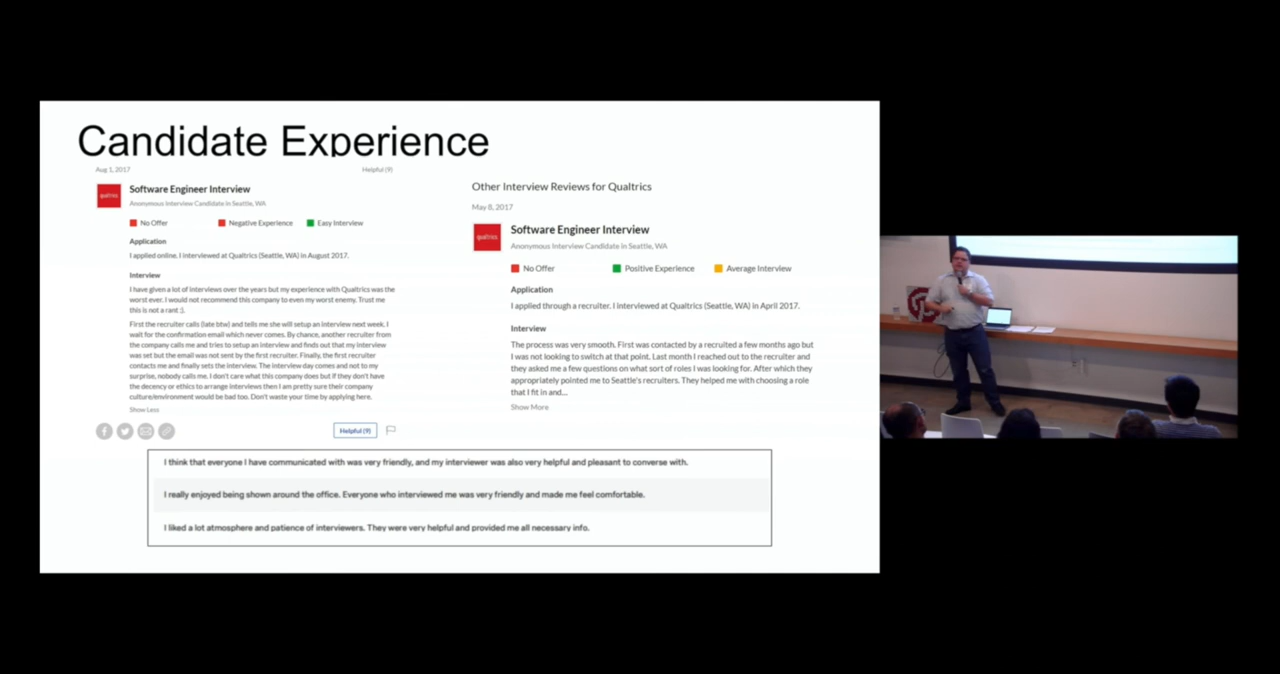 Candidate Experience
Aug 1, 2017
Helpful (9)
qualtrics
Software Engineer Interview
Anonymous Interview Candidate in Seattle, WA
No Offer
Negative Experience
Easy Interview
Application
I applied online. I interviewed at Qualtrics (Seattle, WA) in August 2017.
Interview
I have given a lot of interviews over the years but my experience with Qualtrics was the
worst ever. I would not recommend this company to even my worst enemy. Trust me
this is not a rant :).
First the recruiter calls (late btw) and tells me she will setup an interview next week. I
wait for the confirmation email which never comes. By chance, another recruiter from
the company calls me and tries to setup an interview and finds out that my interview
was set but the email was not sent by the first recruiter. Finally, the first recruiter
contacts me and finally sets the interview. The interview day comes and not to my
surprise, nobody calls me. I don't care what this company does but if they don't have
the decency or ethics to arrange interviews then I am pretty sure their company
culture/environment would be bad too. Don't waste your time by applying here.
Show Less
Helpful (9)
Other Interview Reviews for Qualtrics
May 8, 2017
qualtrics
Software Engineer Interview
Anonymous Interview Candidate in Seattle, WA
No Offer
Positive Experience
Average Interview
Application
I applied through a recruiter. I interviewed at Qualtrics (Seattle, WA) in April 2017.
Interview
The process was very smooth. First was contacted by a recruited a few months ago but
I was not looking to switch at that point. Last month I reached out to the recruiter and
they asked me a few questions on what sort of roles I was looking for. After which they
appropriately pointed me to Seattle's recruiters. They helped me with choosing a role
that I fit in and...
Show More
I think that everyone I have communicated with was very friendly, and my interviewer was also very helpful and pleasant to converse with.
I really enjoyed being shown around the office. Everyone who interviewed me was very friendly and made me feel comfortable.
I liked a lot atmosphere and patience of interviewers. They were very helpful and provided me all necessary info.